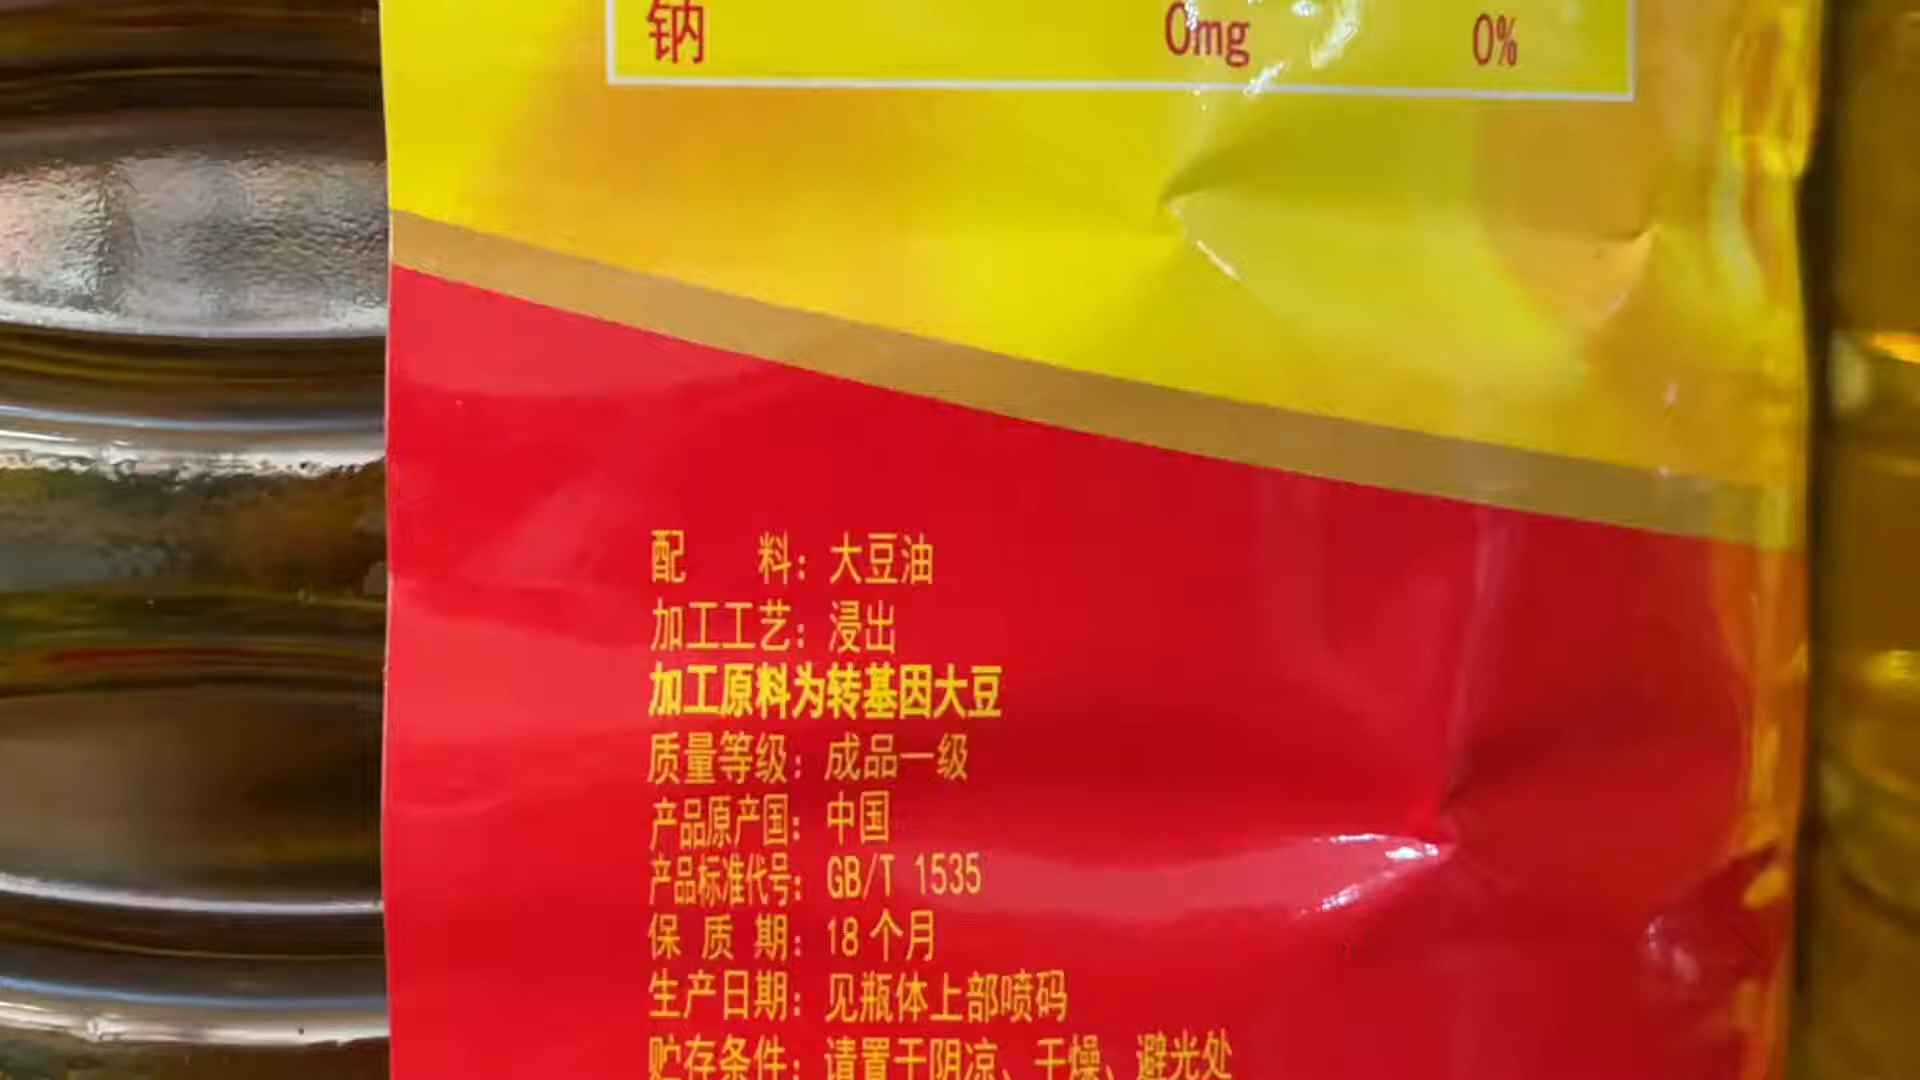 钠 0mg 0%
配 料：大豆油
加工工艺：浸出
加工原料为转基因大豆
质量等级：成品一级
产品原产国：中国
产品标准代号：GB/T 1535
保 质 期：18个月
生产日期：见瓶体上部喷码
贮存条件：请置于阴凉、干燥、避光处